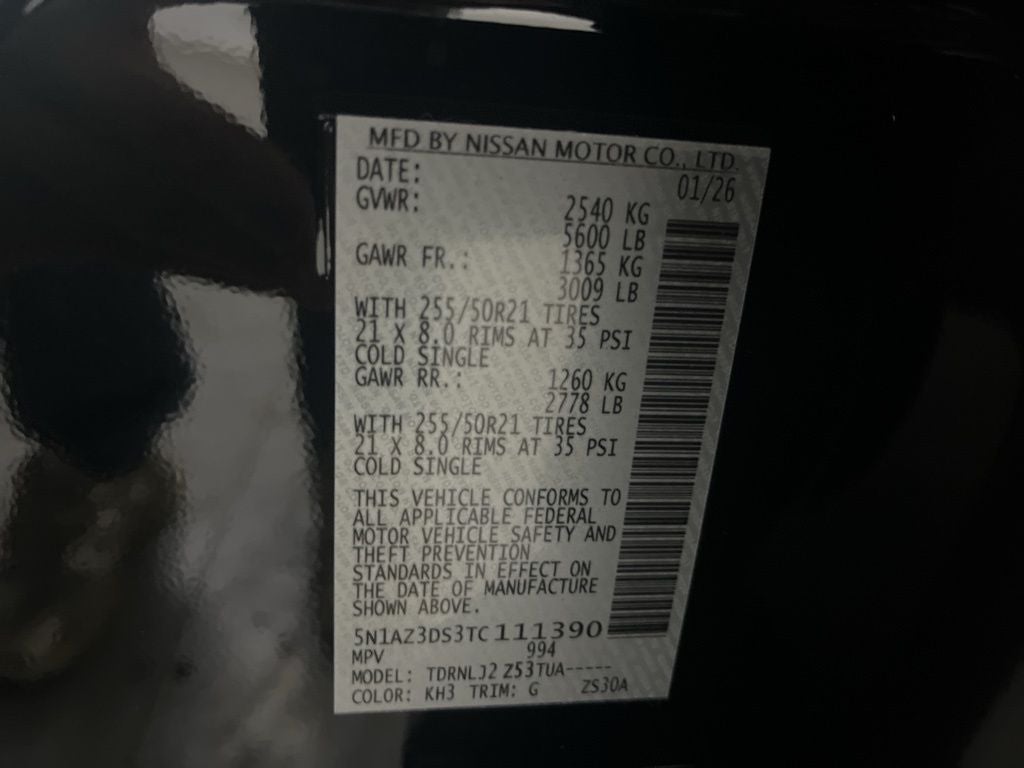 MFD BY NISSAN MOTOR CO., LTD.
DATE: 01/26
GVWR: 2540 KG
5600 LB
GAWR FR.: 1365 KG
3009 LB
WITH 255/50R21 TIRES
21 X 8.0 RIMS AT 35 PSI
COLD SINGLE
GAWR RR.: 1260 KG
2778 LB
WITH 255/50R21 TIRES
21 X 8.0 RIMS AT 35 PSI
COLD SINGLE
THIS VEHICLE CONFORMS TO
ALL APPLICABLE FEDERAL
MOTOR VEHICLE SAFETY AND
THEFT PREVENTION
STANDARDS IN EFFECT ON
THE DATE OF MANUFACTURE
SHOWN ABOVE.
5N1AZ3DS3TC111390
MPV 994
MODEL: TDRNLJ2 Z53TUA-----
COLOR: KH3 TRIM: G ZS30A